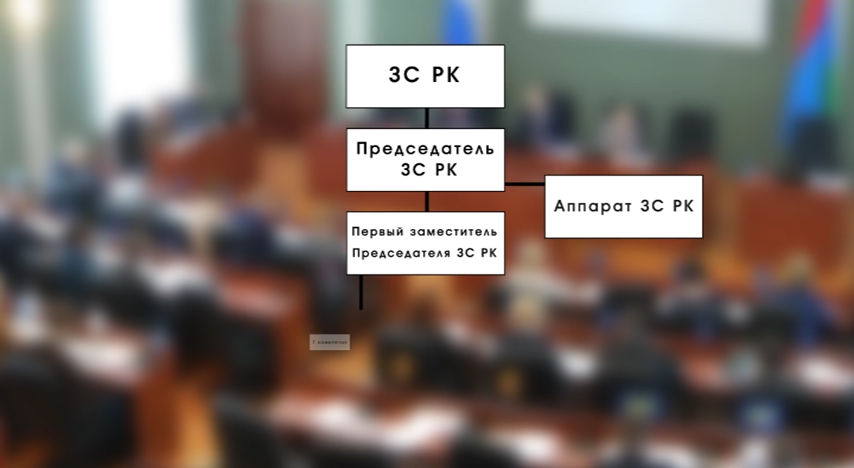 ЗС РК
Председатель
ЗС РК
Аппарат ЗС РК
Первый заместитель
Председателя ЗС РК